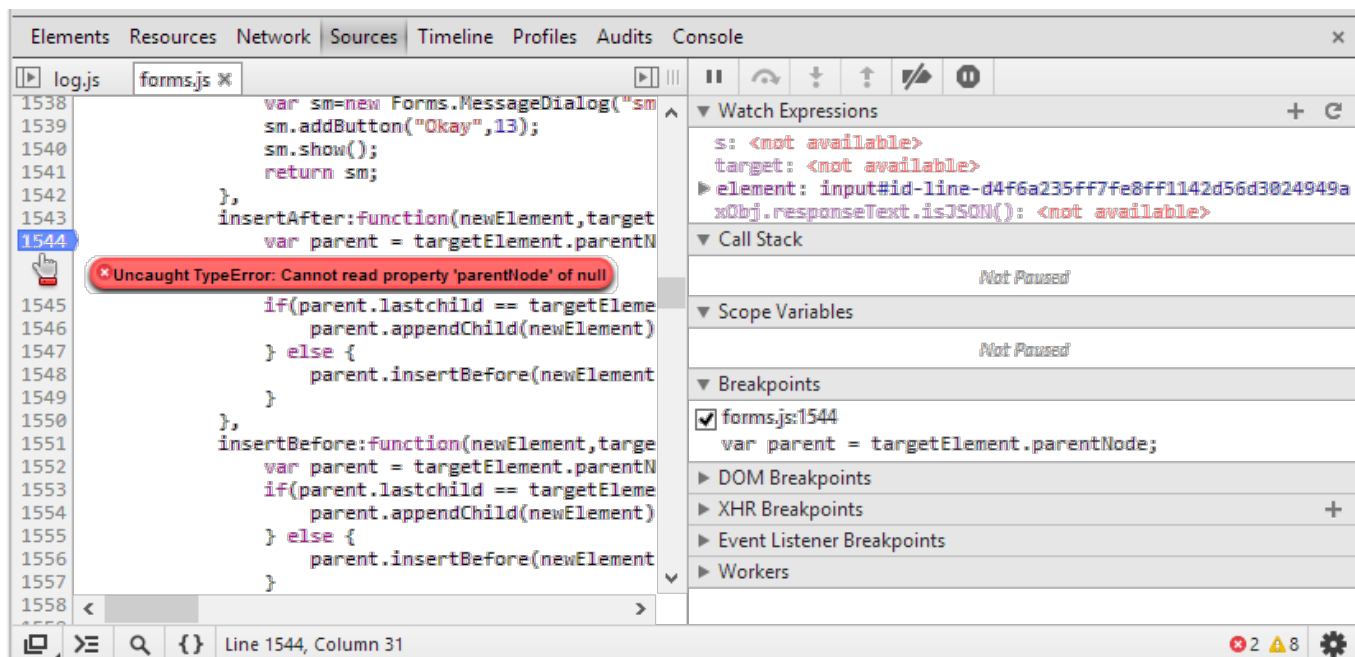 Elements Resources Network Sources Timeline Profiles Audits Console
log.js forms.js
1538 var sm=new Forms.MessageDialog("sm
1539 sm.addButton("Okay",13);
1540 sm.show();
1541 return sm;
1542 },
1543 insertAfter:function(newElement,target
1544 var parent = targetElement.parentN
Uncaught TypeError: Cannot read property 'parentNode' of null
1545 if(parent.lastchild == targetEleme
1546 parent.appendChild(newElement)
1547 } else {
1548 parent.insertBefore(newElement
1549 }
1550 },
1551 insertBefore:function(newElement,targe
1552 var parent = targetElement.parentN
1553 if(parent.lastchild == targetEleme
1554 parent.appendChild(newElement)
1555 } else {
1556 parent.insertBefore(newElement
1557 }
1558
Line 1544, Column 31
Watch Expressions
s: <not available>
target: <not available>
element: input#id-line-d4f6a235ff7fe8ff1142d56d3024949a
xObj.responseText.isJSON(): <not available>
Call Stack
Not Paused
Scope Variables
Not Paused
Breakpoints
forms.js:1544
var parent = targetElement.parentNode;
DOM Breakpoints
XHR Breakpoints
Event Listener Breakpoints
Workers
2 8